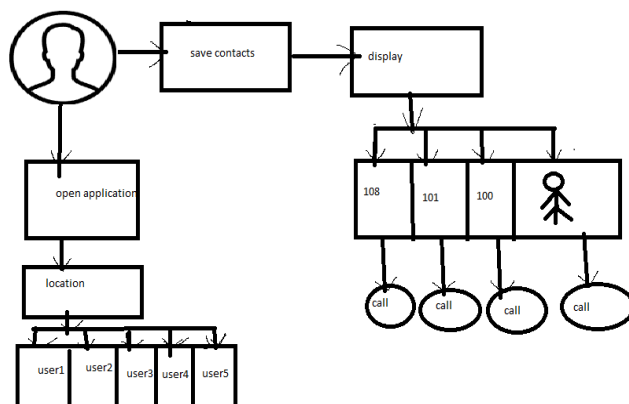 save contacts
display
open application
108
101
100
location
call
call
call
call
user1
user2
user3
user4
user5